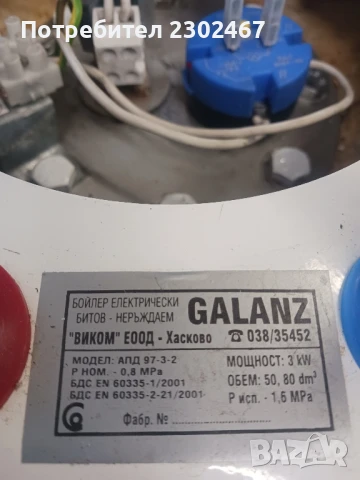 Потребител 2302467
БОЙЛЕР ЕЛЕКТРИЧЕСКИ
БИТОВ - НЕРЪЖДАЕМ
GALANZ
"ВИКОМ" ЕООД - Хасково ☎ 038/35452
МОДЕЛ: АПД 97-3-2
МОЩНОСТ: 3 kW
P НОМ. - 0,8 MPa
ОБЕМ: 50, 80 dm³
БДС EN 60335-1/2001
P исп. - 1,6 MPa
БДС EN 60335-2-21/2001
Фабр. №
BAZAR